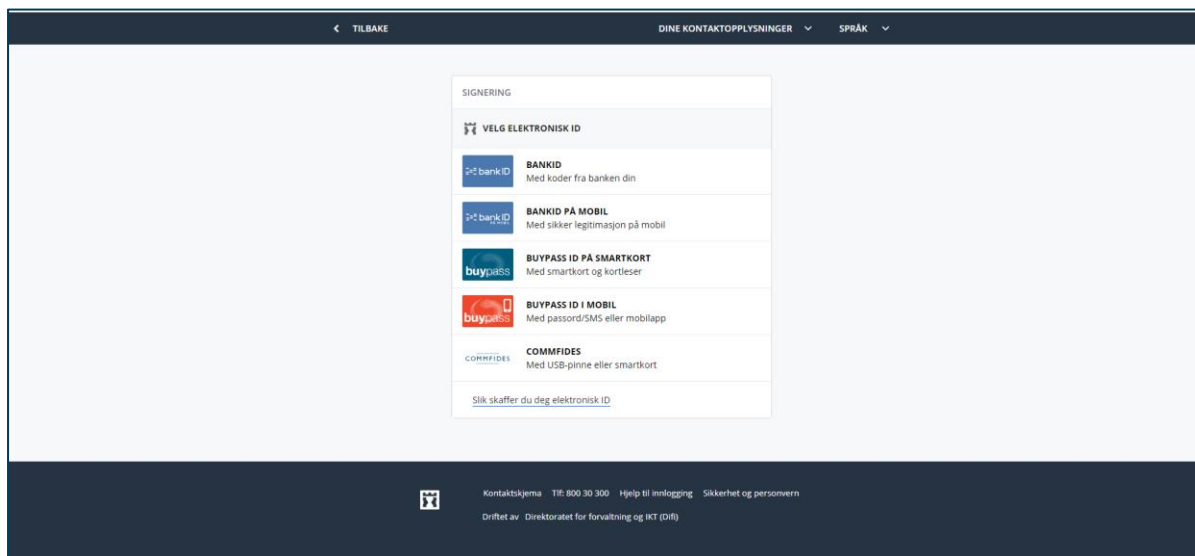 TILBAKE
DINE KONTAKTOPPLYSNINGER
SPRÅK
SIGNERING
VELG ELEKTRONISK ID
bankID
BANKID
Med koder fra banken din
bankID
PÅ MOBIL
BANKID PÅ MOBIL
Med sikker legitimasjon på mobil
buypass
BUYPASS ID PÅ SMARTKORT
Med smartkort og kortleser
buypass
BUYPASS ID I MOBIL
Med passord/SMS eller mobilapp
COMMFIDES
COMMFIDES
Med USB-pinne eller smartkort
Slik skaffer du deg elektronisk ID
Kontaktskjema Tlf: 800 30 300 Hjelp til innlogging Sikkerhet og personvern
Driftet av Direktoratet for forvaltning og IKT (Difi)